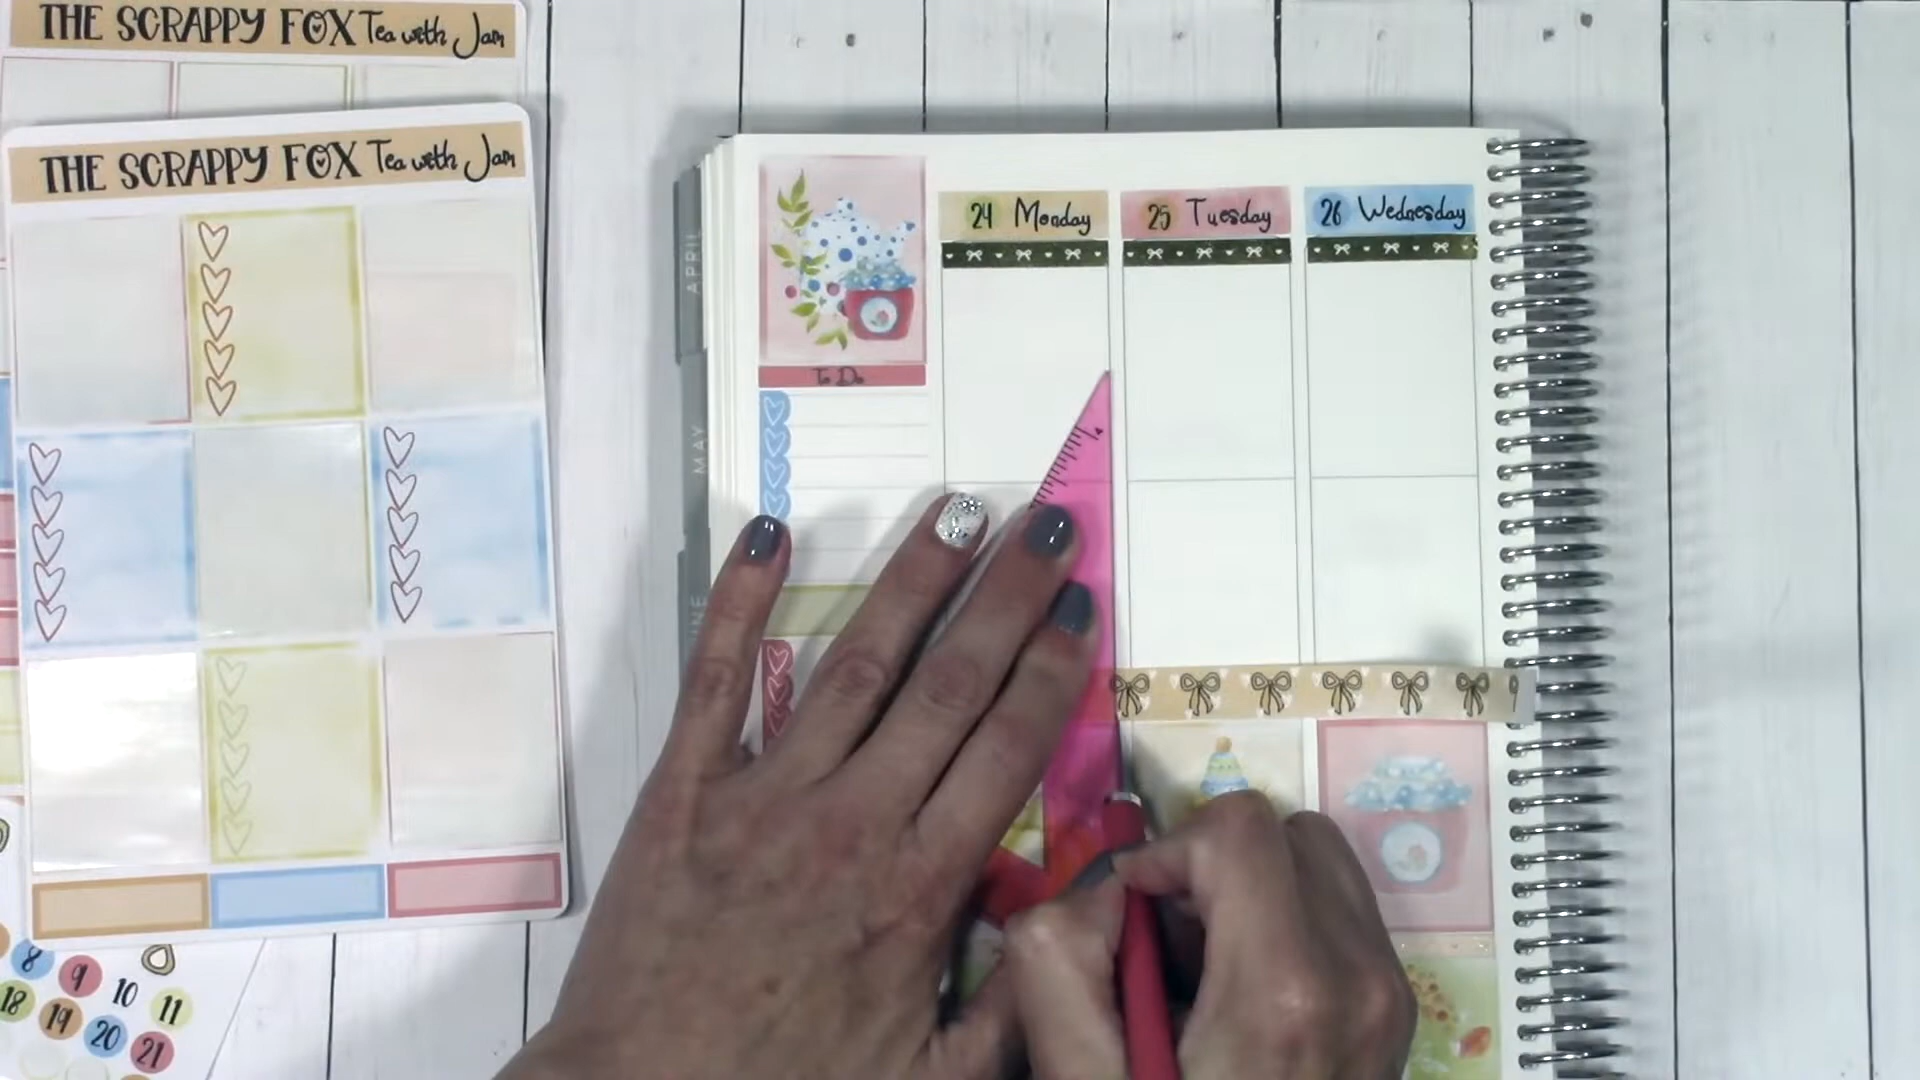 THE SCRAPPY FOX Tea with Jam
THE SCRAPPY FOX Tea with Jam
8
9
10
11
18
19
20
21
APRIL
MAY
To Do
24 Monday
25 Tuesday
26 Wednesday